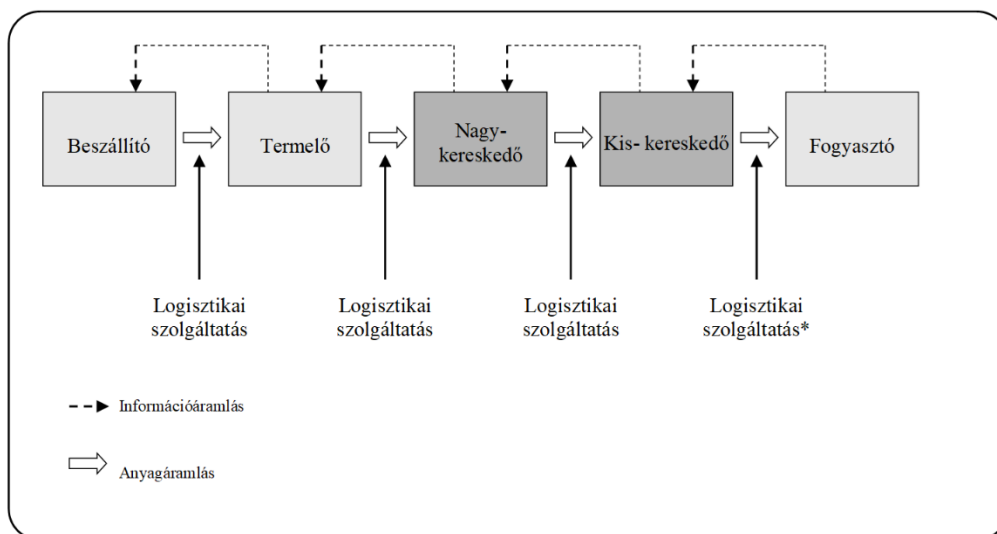 Beszállító
Termelő
Nagy-
kereskedő
Kis- kereskedő
Fogyasztó
Logisztikai
szolgáltatás
Logisztikai
szolgáltatás
Logisztikai
szolgáltatás
Logisztikai
szolgáltatás*
Információáramlás
Anyagáramlás